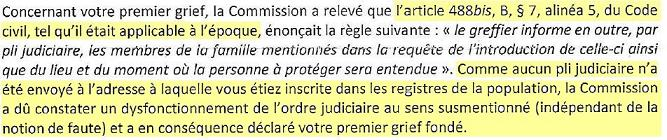 Concernant votre premier grief, la Commission a relevé que l'article 488bis, B, § 7, alinéa 5, du Code
civil, tel qu'il était applicable à l'époque, énonçait la règle suivante : « le greffier informe en outre, par
pli judiciaire, les membres de la famille mentionnés dans la requête de l'introduction de celle-ci ainsi
que du lieu et du moment où la personne à protéger sera entendue ». Comme aucun pli judiciaire n'a
été envoyé à l'adresse à laquelle vous étiez inscrite dans les registres de la population, la Commission
a dû constater un dysfonctionnement de l'ordre judiciaire au sens susmentionné (indépendant de la
notion de faute) et a en conséquence déclaré votre premier grief fondé.